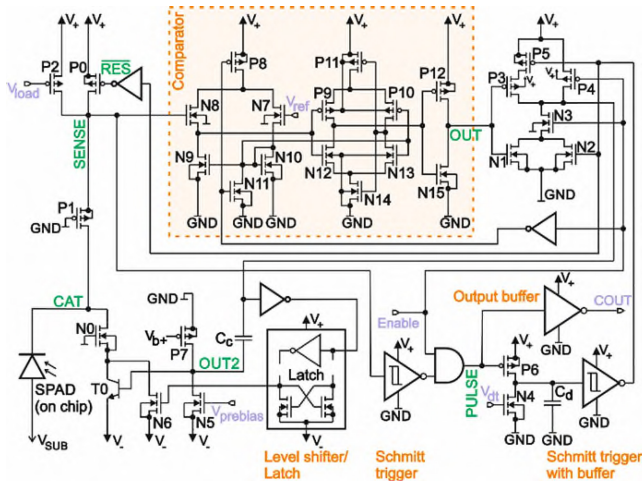 V+ V+ V+ V+ V+ V+
P2 P0 RES P8 P11 P12 P5
Comparator
Vload N8 N7 Vref P9 P10 P3 V+ V+ P4
SENSE OUT N3
N9 N10 N12 N13 N1 N2
N11 N14 N15
GND GND GND GND GND GND
P1
GND
CAT GND Output buffer
V+
N0 Vb+ P7 Cc V+ Enable V+ COUT
OUT2 V+ GND V+
SPAD
(on chip)
T0 Latch PULSE P6
N6 N5 Vprebias Vdt N4 Cd
GND GND GND GND
VSUB V- V- V- V-
Level shifter/
Latch
Schmitt
trigger
Schmitt trigger
with buffer